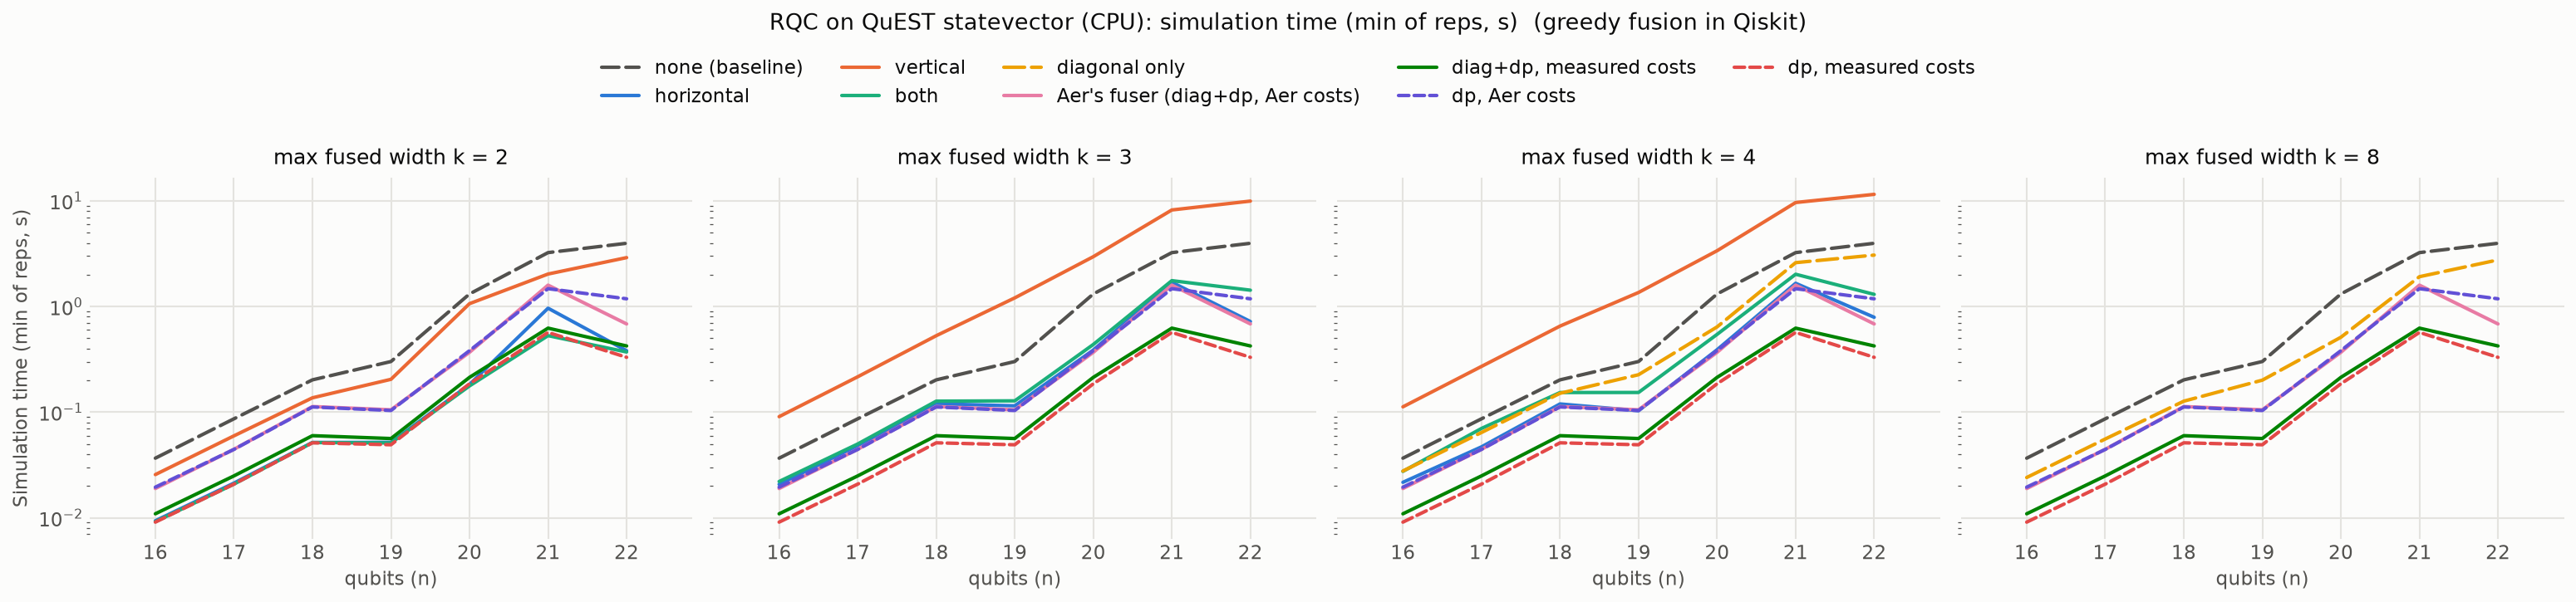 RQC on QuEST statevector (CPU): simulation time (min of reps, s)  (greedy fusion in Qiskit)
none (baseline) vertical diagonal only diag+dp, measured costs dp, measured costs
horizontal both Aer's fuser (diag+dp, Aer costs) dp, Aer costs
max fused width k = 2
max fused width k = 3
max fused width k = 4
max fused width k = 8
Simulation time (min of reps, s)
10¹
10⁰
10⁻¹
10⁻²
16 17 18 19 20 21 22
16 17 18 19 20 21 22
16 17 18 19 20 21 22
16 17 18 19 20 21 22
qubits (n)
qubits (n)
qubits (n)
qubits (n)